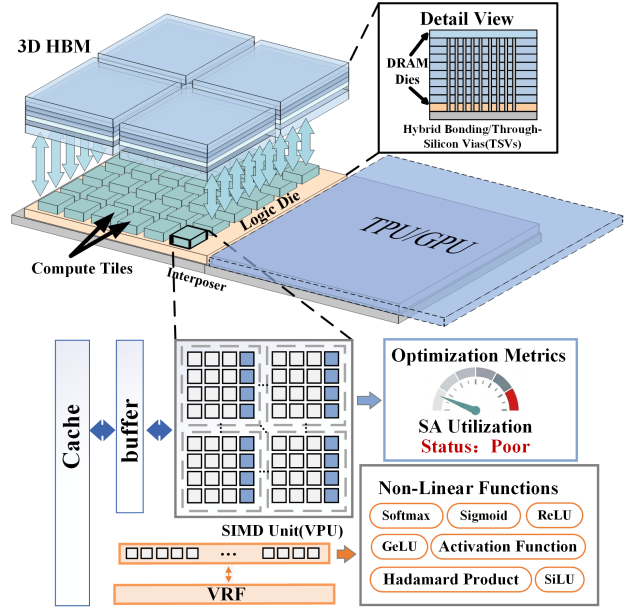 3D HBM
Detail View
DRAM
Dies
Hybrid Bonding/Through-
Silicon Vias(TSVs)
Logic Die
TPU/GPU
Compute Tiles
Interposer
Cache
buffer
Optimization Metrics
SA Utilization
Status: Poor
SIMD Unit(VPU)
VRF
Non-Linear Functions
Softmax
Sigmoid
ReLU
GeLU
Activation Function
Hadamard Product
SiLU